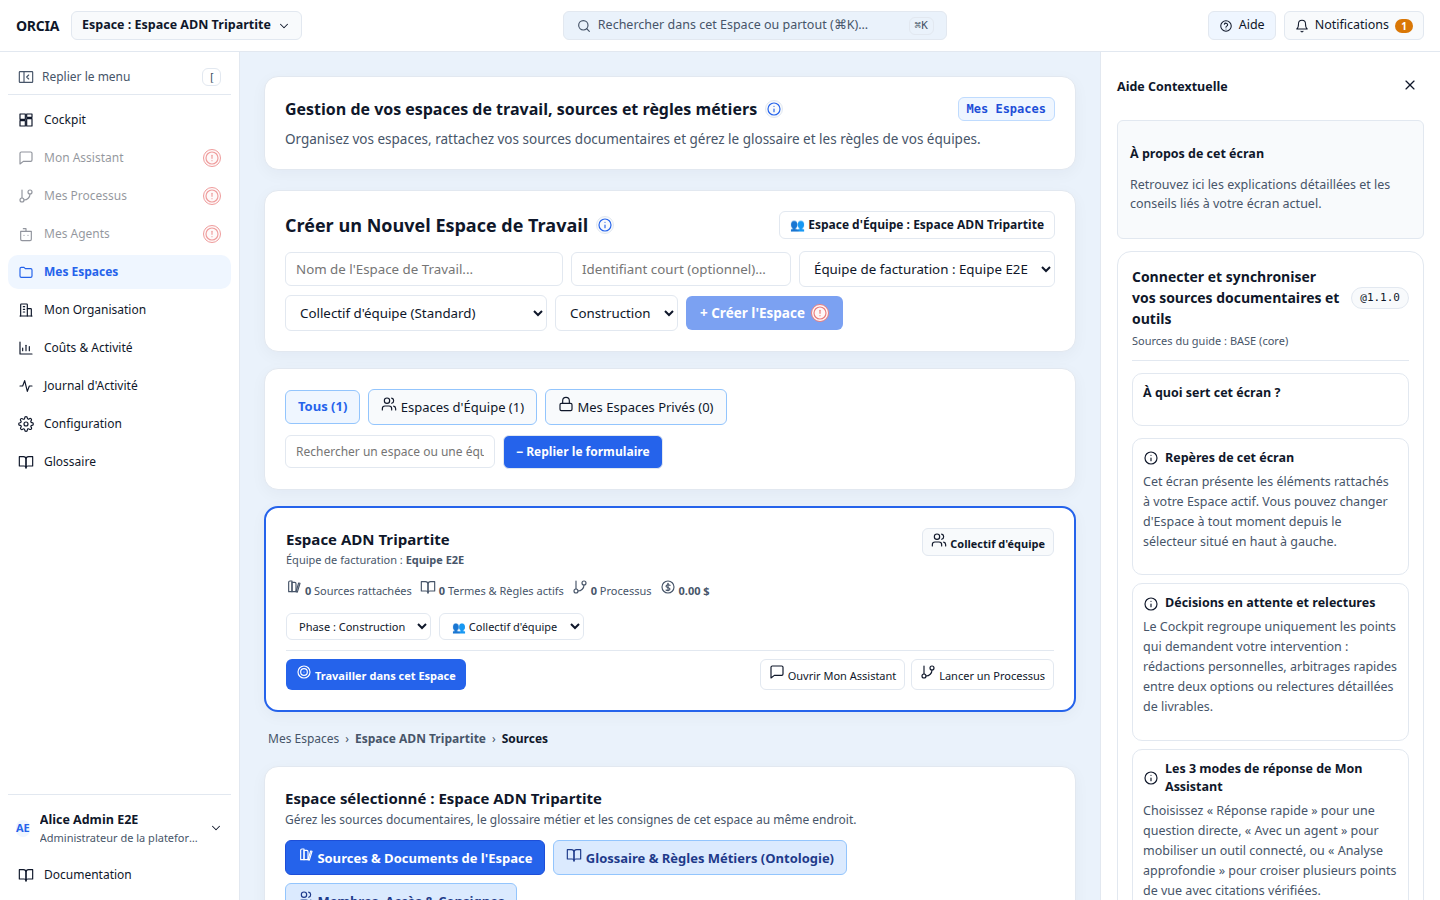 ORCIA
Espace : Espace ADN Tripartite
Rechercher dans cet Espace ou partout (⌘K)...
⌘K
Aide
Notifications 1
Replier le menu
[
Cockpit
Mon Assistant
Mes Processus
Mes Agents
Mes Espaces
Mon Organisation
Coûts & Activité
Journal d'Activité
Configuration
Glossaire
AE
Alice Admin E2E
Administrateur de la platefor...
Documentation
Gestion de vos espaces de travail, sources et règles métiers
Mes Espaces
Organisez vos espaces, rattachez vos sources documentaires et gérez le glossaire et les règles de vos équipes.
Créer un Nouvel Espace de Travail
👥 Espace d'Équipe : Espace ADN Tripartite
Nom de l'Espace de Travail...
Identifiant court (optionnel)...
Équipe de facturation : Equipe E2E
Collectif d'équipe (Standard)
Construction
+ Créer l'Espace
Tous (1)
Espaces d'Équipe (1)
Mes Espaces Privés (0)
Rechercher un espace ou une équ
− Replier le formulaire
Espace ADN Tripartite
Collectif d'équipe
Équipe de facturation : Equipe E2E
0 Sources rattachées
0 Termes & Règles actifs
0 Processus
0.00 $
Phase : Construction
👥 Collectif d'équipe
Travailler dans cet Espace
Ouvrir Mon Assistant
Lancer un Processus
Mes Espaces › Espace ADN Tripartite › Sources
Espace sélectionné : Espace ADN Tripartite
Gérez les sources documentaires, le glossaire métier et les consignes de cet espace au même endroit.
Sources & Documents de l'Espace
Glossaire & Règles Métiers (Ontologie)
Membres, Accès & Consignes
Aide Contextuelle
À propos de cet écran
Retrouvez ici les explications détaillées et les
conseils liés à votre écran actuel.
Connecter et synchroniser
vos sources documentaires et
outils
@1.1.0
Sources du guide : BASE (core)
À quoi sert cet écran ?
Repères de cet écran
Cet écran présente les éléments rattachés
à votre Espace actif. Vous pouvez changer
d'Espace à tout moment depuis le
sélecteur situé en haut à gauche.
Décisions en attente et relectures
Le Cockpit regroupe uniquement les points
qui demandent votre intervention :
rédactions personnelles, arbitrages rapides
entre deux options ou relectures détaillées
de livrables.
Les 3 modes de réponse de Mon
Assistant
Choisissez « Réponse rapide » pour une
question directe, « Avec un agent » pour
mobiliser un outil connecté, ou « Analyse
approfondie » pour croiser plusieurs points
de vue avec citations vérifiées.